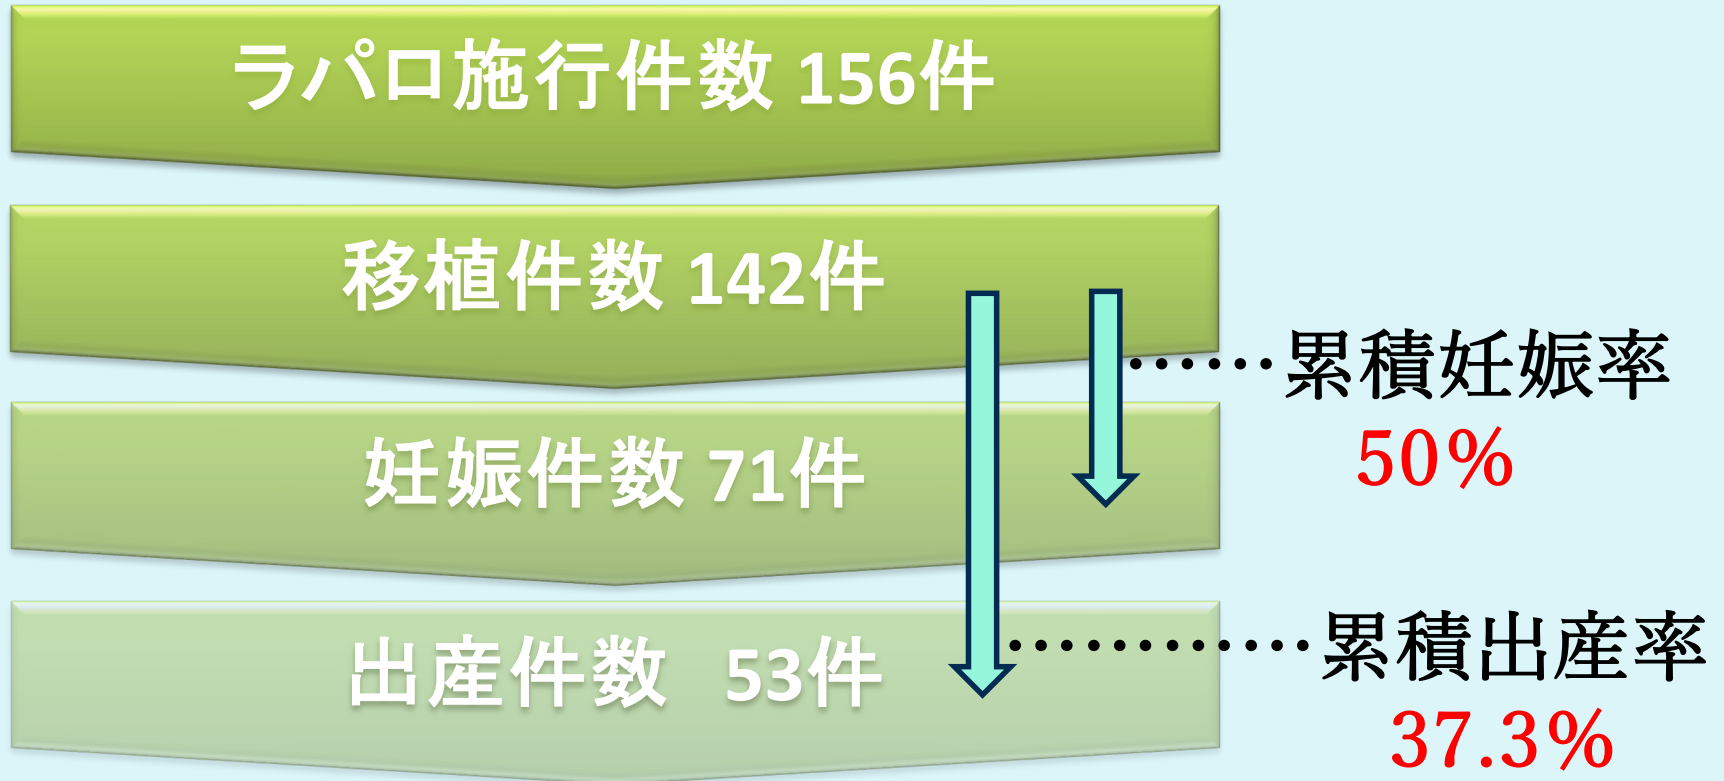 ラパロ施行件数 156件
移植件数 142件
‥‥‥累積妊娠率
50%
妊娠件数 71件
出産件数 53件
‥‥‥‥‥‥累積出産率
37.3%